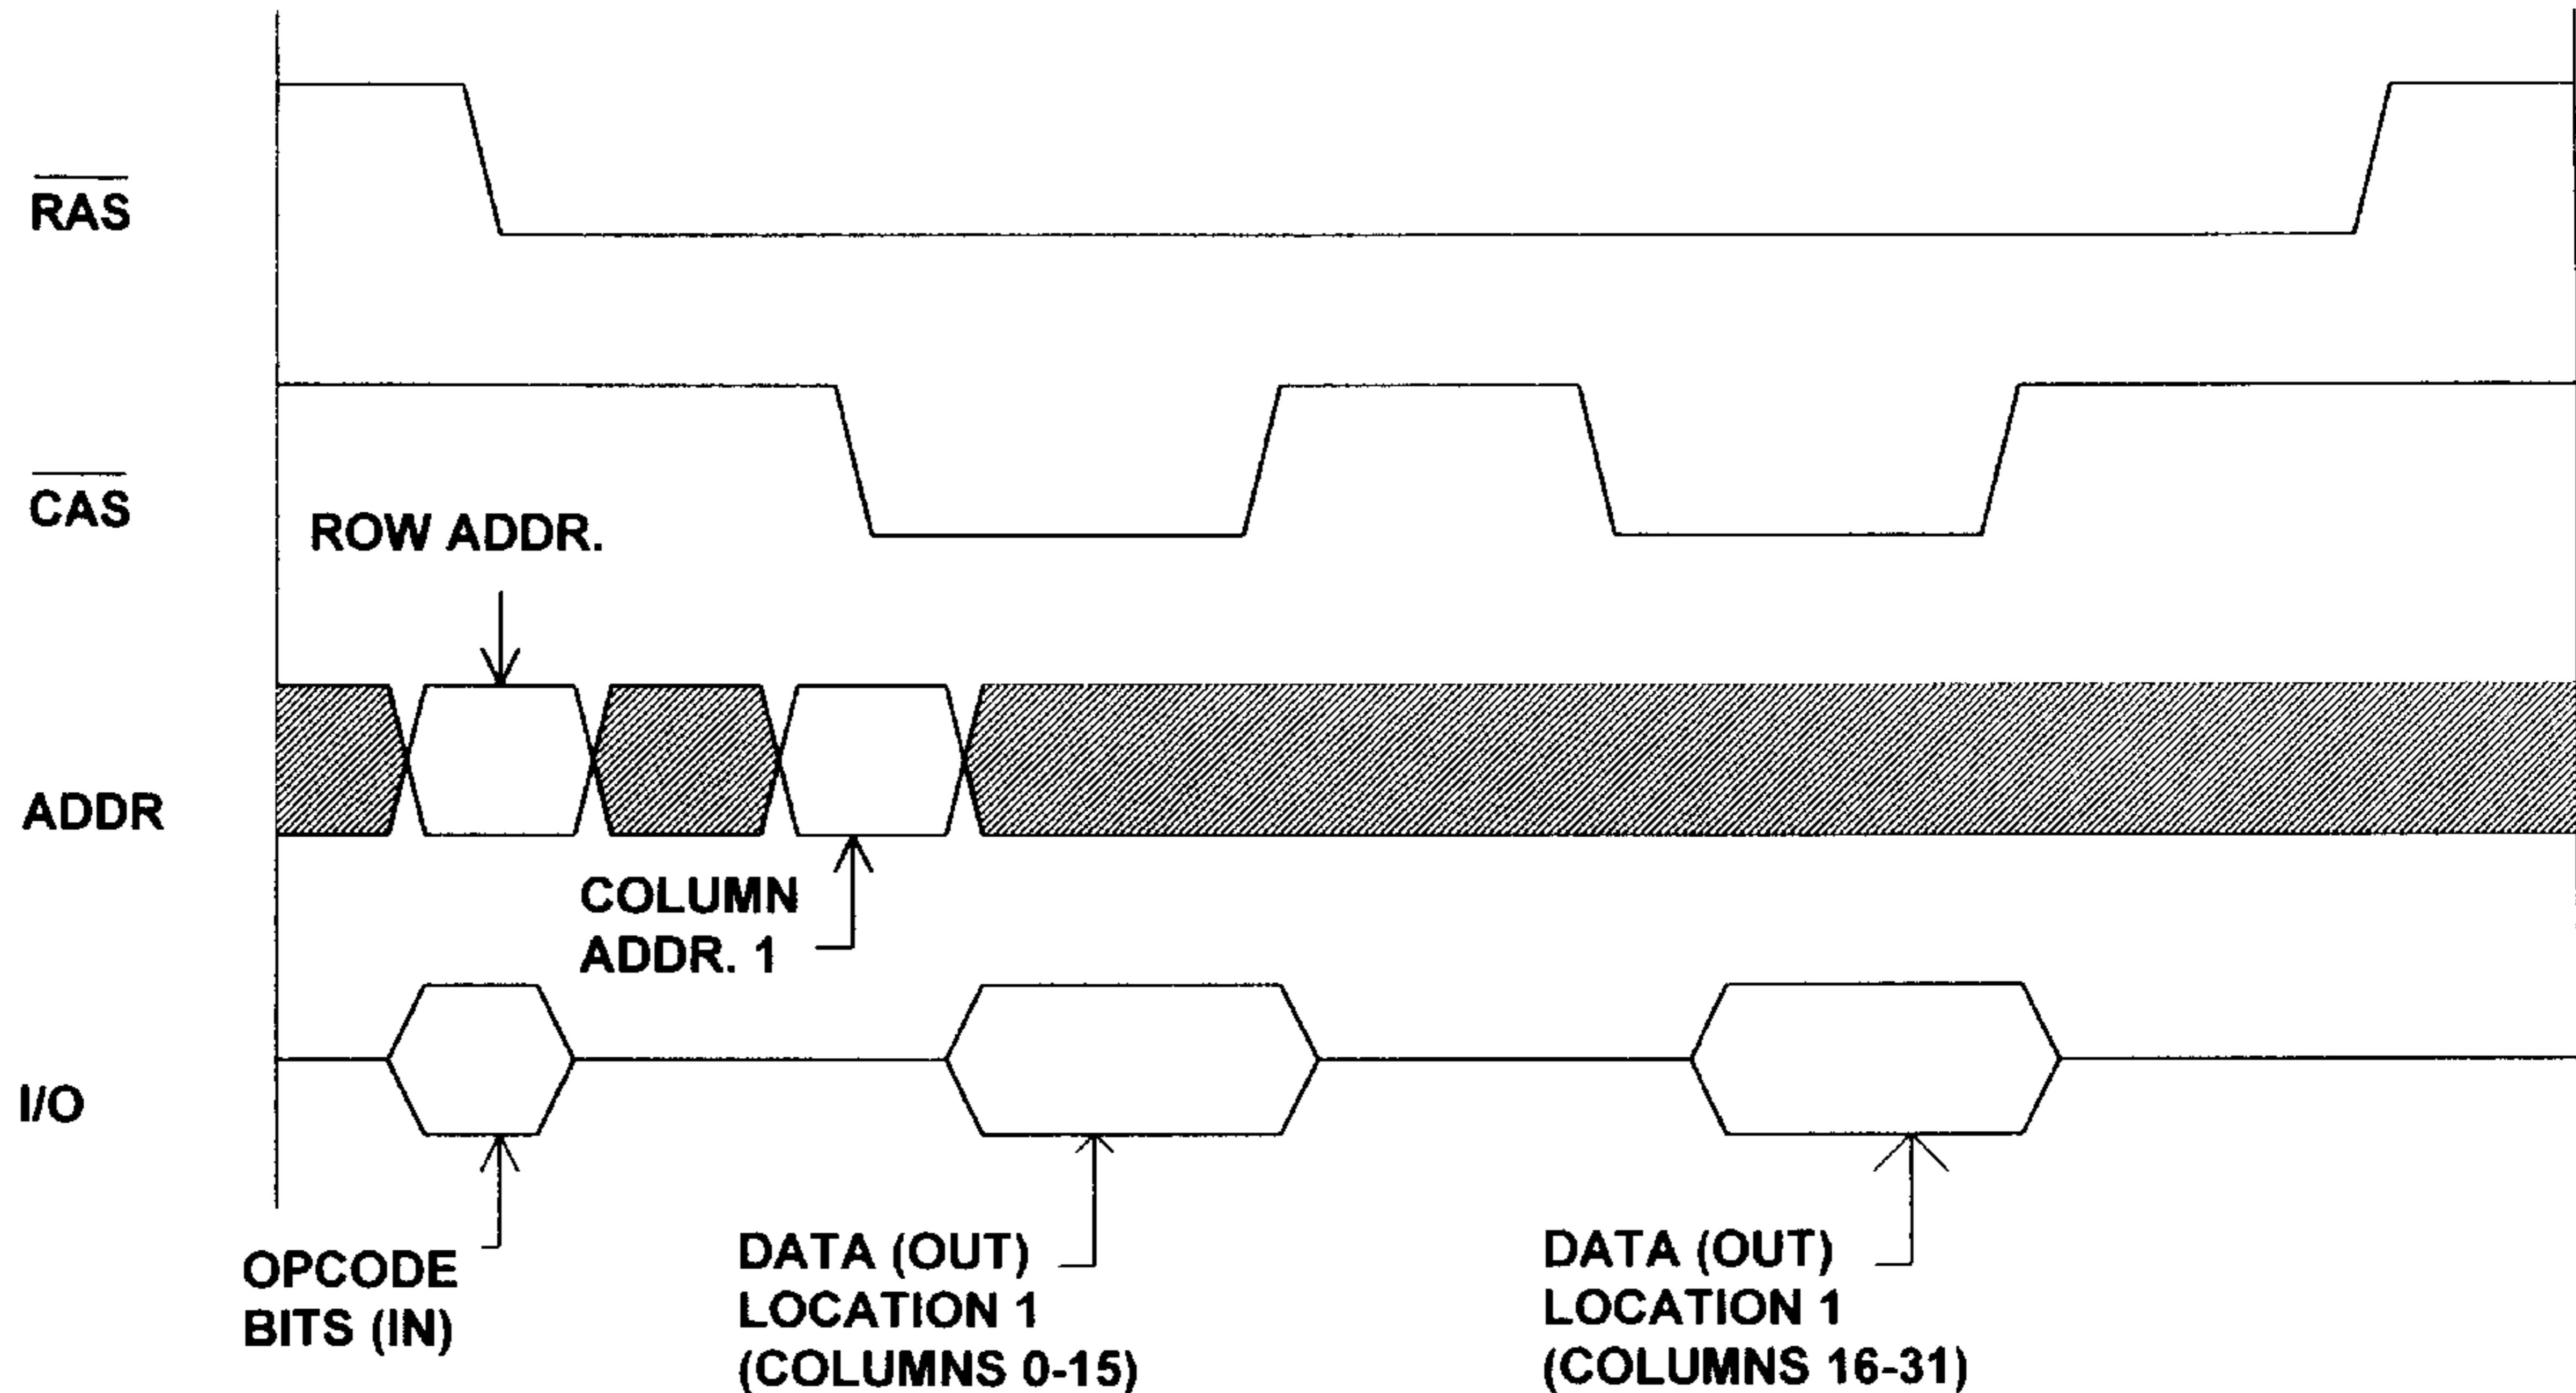 RAS
CAS
ROW ADDR.
ADDR
COLUMN
ADDR. 1
I/O
OPCODE
BITS (IN)
DATA (OUT)
LOCATION 1
(COLUMNS 0-15)
DATA (OUT)
LOCATION 1
(COLUMNS 16-31)